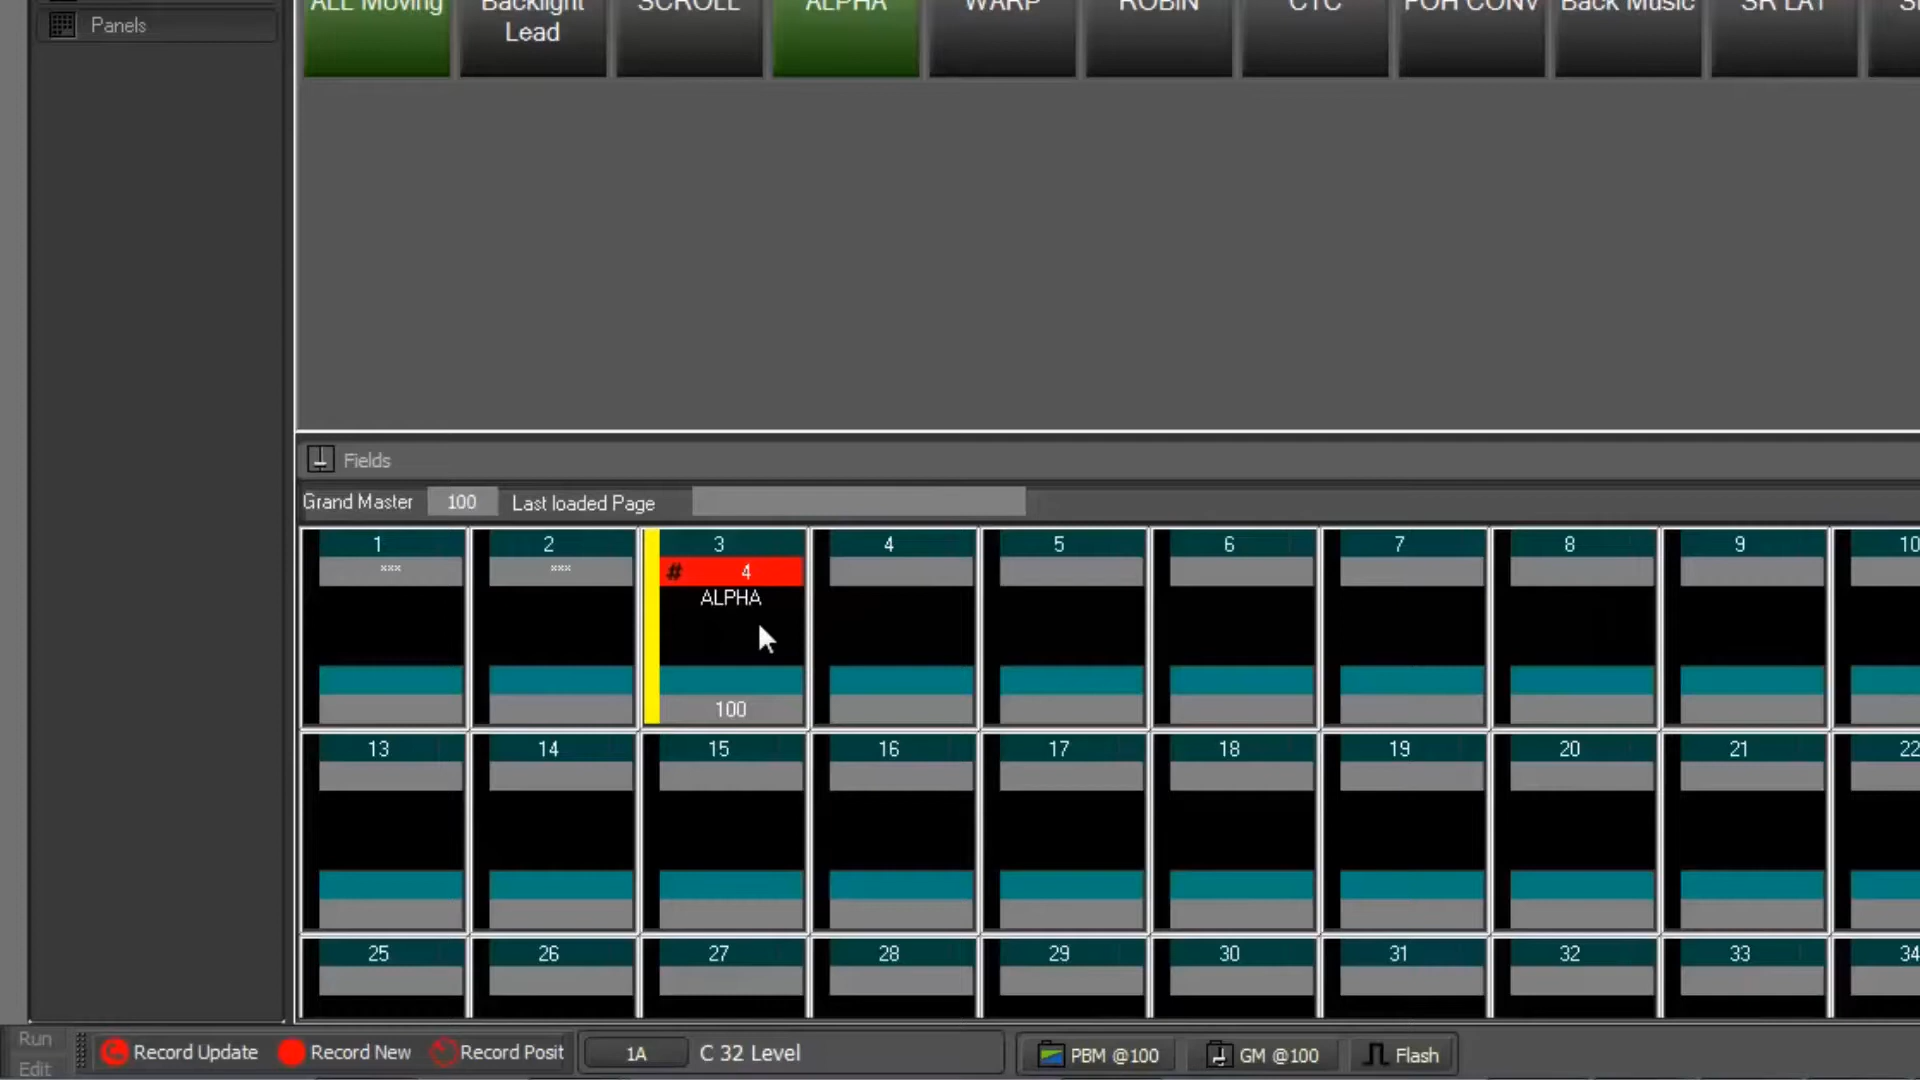 Panels
ALL Moving
Backlight
Lead
SCROLL
ALPHA
WARP
ROBIN
CTC
FOH CONV
Back Music
SR LAT
Fields
Grand Master 100 Last loaded Page
1 2 3 4 5 6 7 8 9 10
*** *** # 4
ALPHA
100
13 14 15 16 17 18 19 20 21 22
25 26 27 28 29 30 31 32 33 34
Run
Edit
Record Update Record New Record Posit 1A C 32 Level PBM @100 GM @100 Flash